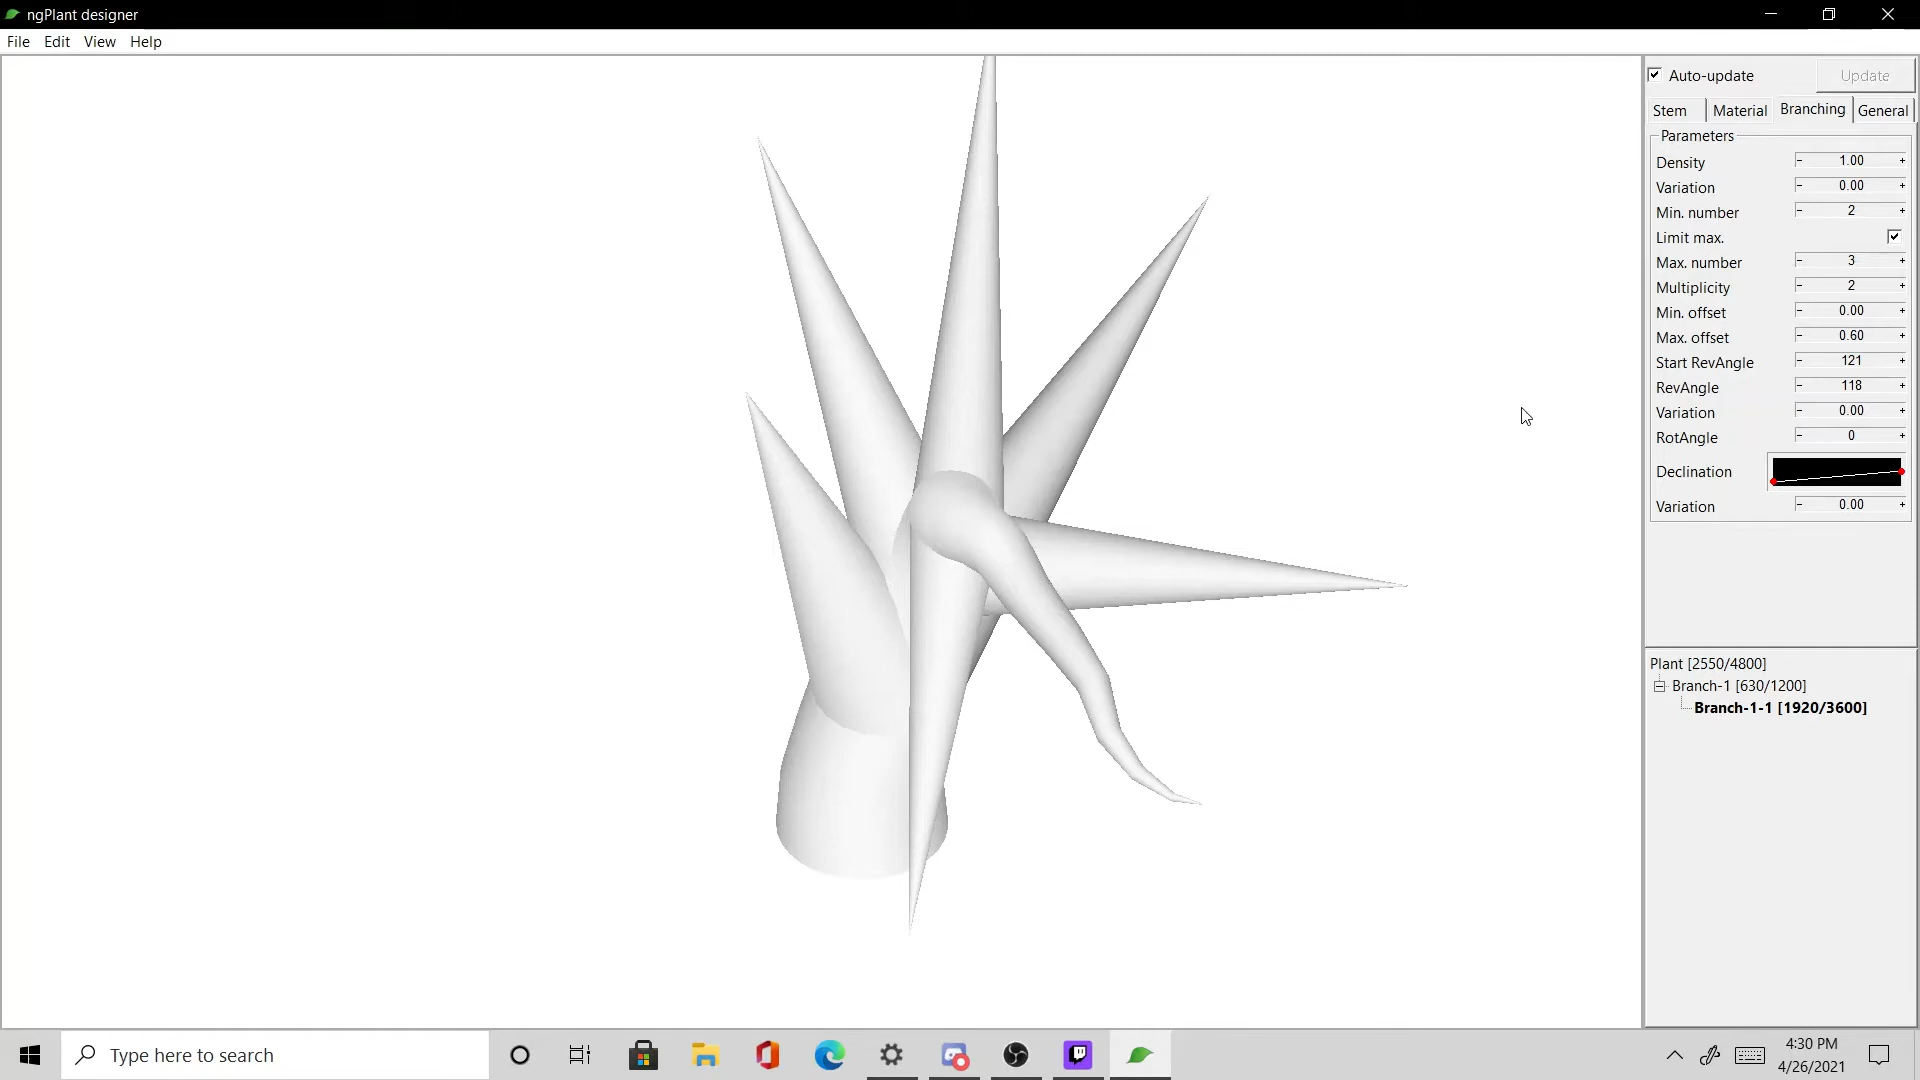 ngPlant designer
File Edit View Help
Auto-update Update
Stem Material Branching General
Parameters
Density - 1.00 +
Variation - 0.00 +
Min. number - 2 +
Limit max.
Max. number - 3 +
Multiplicity - 2 +
Min. offset - 0.00 +
Max. offset - 0.60 +
Start RevAngle - 121 +
RevAngle - 118 +
Variation - 0.00 +
RotAngle - 0 +
Declination
Variation - 0.00 +
Plant [2550/4800]
Branch-1 [630/1200]
Branch-1-1 [1920/3600]
Type here to search
4:30 PM
4/26/2021